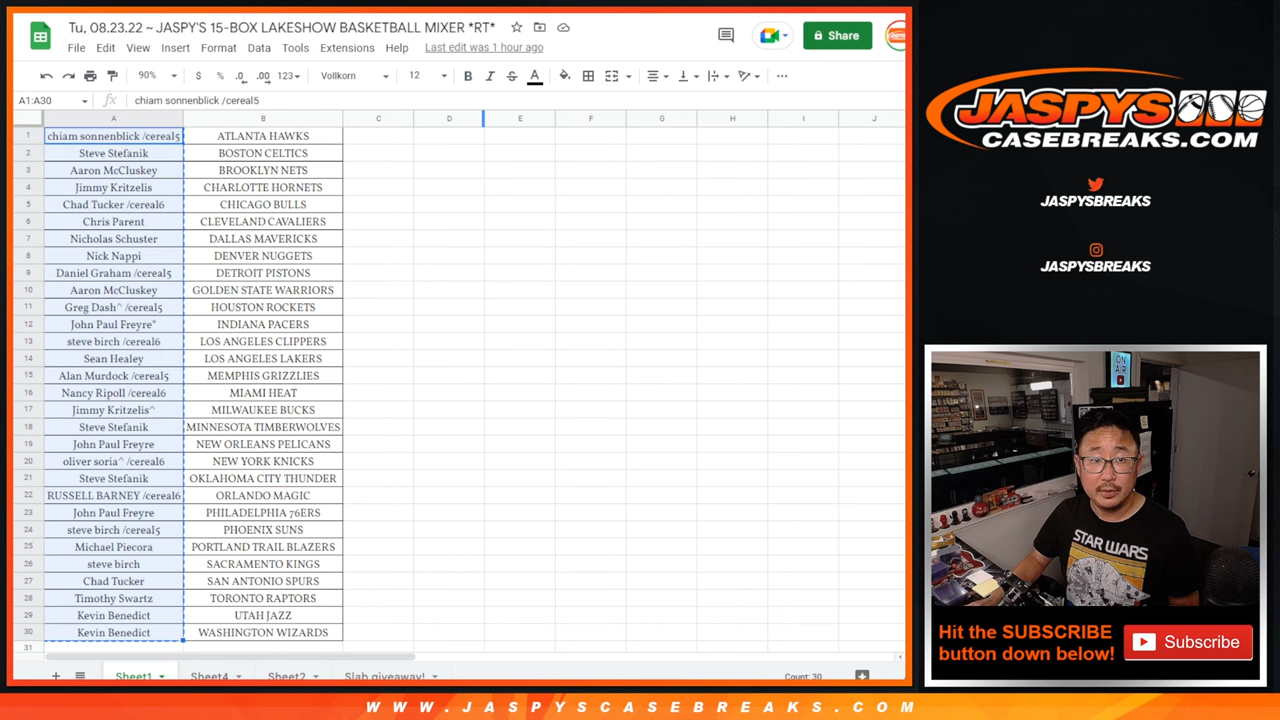 Tu, 08.23.22 ~ JASPY'S 15-BOX LAKESHOW BASKETBALL MIXER *RT*
File Edit View Insert Format Data Tools Extensions Help Last edit was 1 hour ago
Share
90% $ % .0 .00 123 Vollkorn 12 B I S A
A1:A30 fx chiam sonnenblick /cereal5
A B C D E F G H I J
1 chiam sonnenblick /cereal5 ATLANTA HAWKS
2 Steve Stefanik BOSTON CELTICS
3 Aaron McCluskey BROOKLYN NETS
4 Jimmy Kritzelis CHARLOTTE HORNETS
5 Chad Tucker /cereal6 CHICAGO BULLS
6 Chris Parent CLEVELAND CAVALIERS
7 Nicholas Schuster DALLAS MAVERICKS
8 Nick Nappi DENVER NUGGETS
9 Daniel Graham /cereal5 DETROIT PISTONS
10 Aaron McCluskey GOLDEN STATE WARRIORS
11 Greg Dash^ /cereal5 HOUSTON ROCKETS
12 John Paul Freyre* INDIANA PACERS
13 steve birch /cereal6 LOS ANGELES CLIPPERS
14 Sean Healey LOS ANGELES LAKERS
15 Alan Murdock /cereal5 MEMPHIS GRIZZLIES
16 Nancy Ripoll /cereal6 MIAMI HEAT
17 Jimmy Kritzelis^ MILWAUKEE BUCKS
18 Steve Stefanik MINNESOTA TIMBERWOLVES
19 John Paul Freyre NEW ORLEANS PELICANS
20 oliver soria^ /cereal6 NEW YORK KNICKS
21 Steve Stefanik OKLAHOMA CITY THUNDER
22 RUSSELL BARNEY /cereal6 ORLANDO MAGIC
23 John Paul Freyre PHILADELPHIA 76ERS
24 steve birch /cereal5 PHOENIX SUNS
25 Michael Piecora PORTLAND TRAIL BLAZERS
26 steve birch SACRAMENTO KINGS
27 Chad Tucker SAN ANTONIO SPURS
28 Timothy Swartz TORONTO RAPTORS
29 Kevin Benedict UTAH JAZZ
30 Kevin Benedict WASHINGTON WIZARDS
31
Sheet1 Sheet4 Sheet2 Slab giveaway! Count: 30
JASPYS
CASEBREAKS.COM
JASPYSBREAKS
JASPYSBREAKS
ON
AIR
STAR WARS
Hit the SUBSCRIBE
button down below!
Subscribe
WWW.JASPYSCASEBREAKS.COM